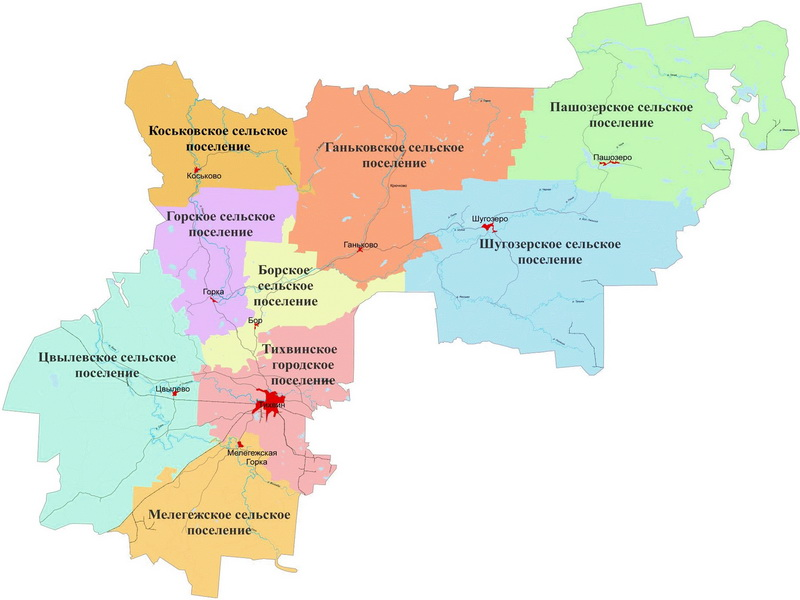 Пашозерское сельское
поселение
Коськовское сельское
поселение
Ганьковское сельское
поселение
Пашозеро
Коськово
Горское сельское
поселение
Шугозеро
Шугозерское сельское
поселение
Ганьково
Борское
сельское
поселение
Горка
Бор
Тихвинское
городское
поселение
Цвылевское сельское
поселение
Цвылево
Тихвин
Мелегежская
Горка
Мелегежское сельское
поселение